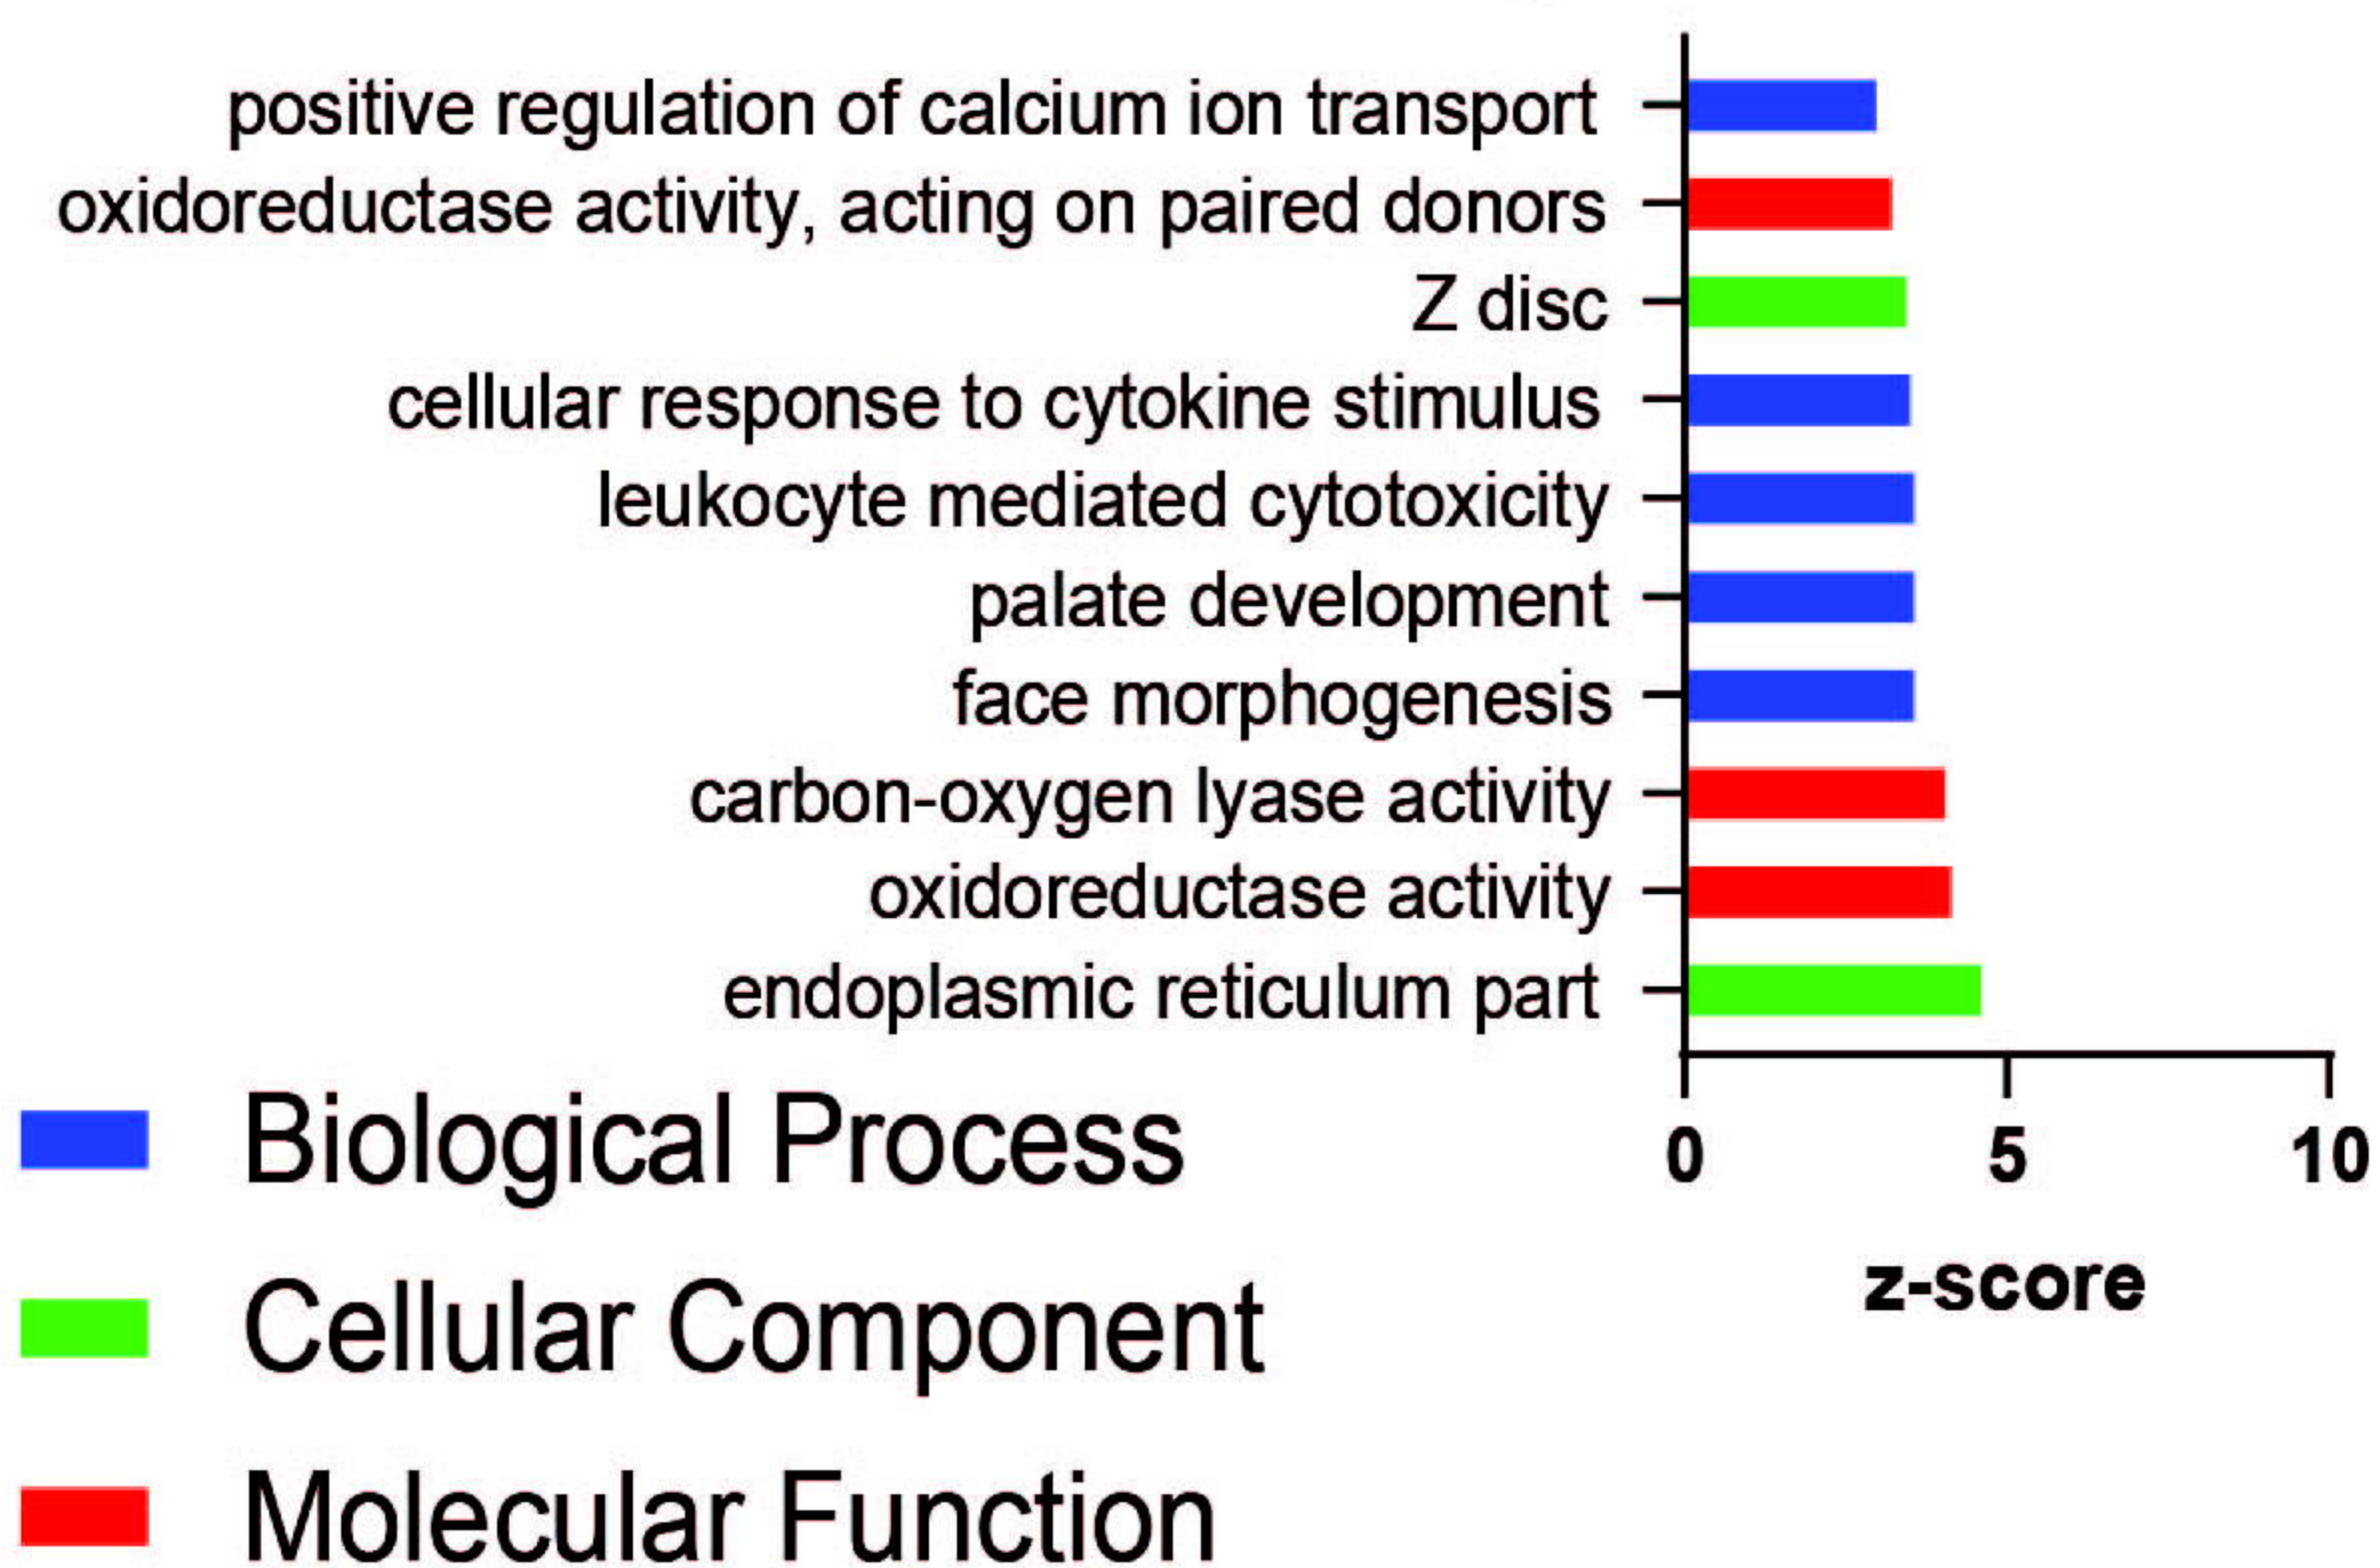 positive regulation of calcium ion transport
oxidoreductase activity, acting on paired donors
Z disc
cellular response to cytokine stimulus
leukocyte mediated cytotoxicity
palate development
face morphogenesis
carbon-oxygen lyase activity
oxidoreductase activity
endoplasmic reticulum part
0 5 10
z-score
Biological Process
Cellular Component
Molecular Function